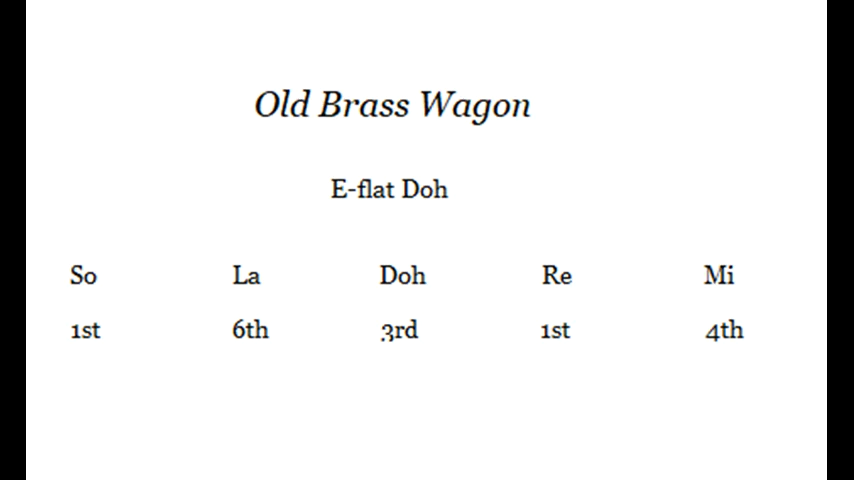 Old Brass Wagon
E-flat Doh
So La Doh Re Mi
1st 6th 3rd 1st 4th